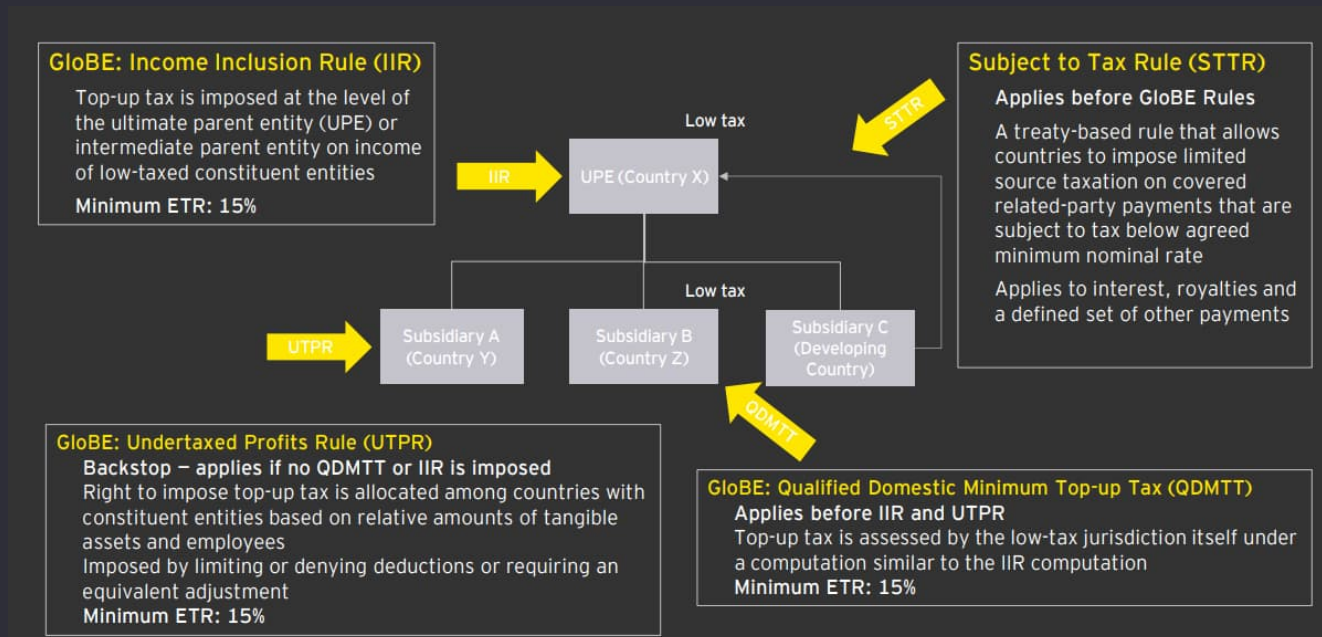 GloBE: Income Inclusion Rule (IIR)
Top-up tax is imposed at the level of
the ultimate parent entity (UPE) or
intermediate parent entity on income
of low-taxed constituent entities
Minimum ETR: 15%
IIR
Low tax
UPE (Country X)
STTR
Subject to Tax Rule (STTR)
Applies before GloBE Rules
A treaty-based rule that allows
countries to impose limited
source taxation on covered
related-party payments that are
subject to tax below agreed
minimum nominal rate
Applies to interest, royalties and
a defined set of other payments
Low tax
UTPR
Subsidiary A
(Country Y)
Subsidiary B
(Country Z)
Subsidiary C
(Developing
Country)
QDMTT
GloBE: Undertaxed Profits Rule (UTPR)
Backstop – applies if no QDMTT or IIR is imposed
Right to impose top-up tax is allocated among countries with
constituent entities based on relative amounts of tangible
assets and employees
Imposed by limiting or denying deductions or requiring an
equivalent adjustment
Minimum ETR: 15%
GloBE: Qualified Domestic Minimum Top-up Tax (QDMTT)
Applies before IIR and UTPR
Top-up tax is assessed by the low-tax jurisdiction itself under
a computation similar to the IIR computation
Minimum ETR: 15%